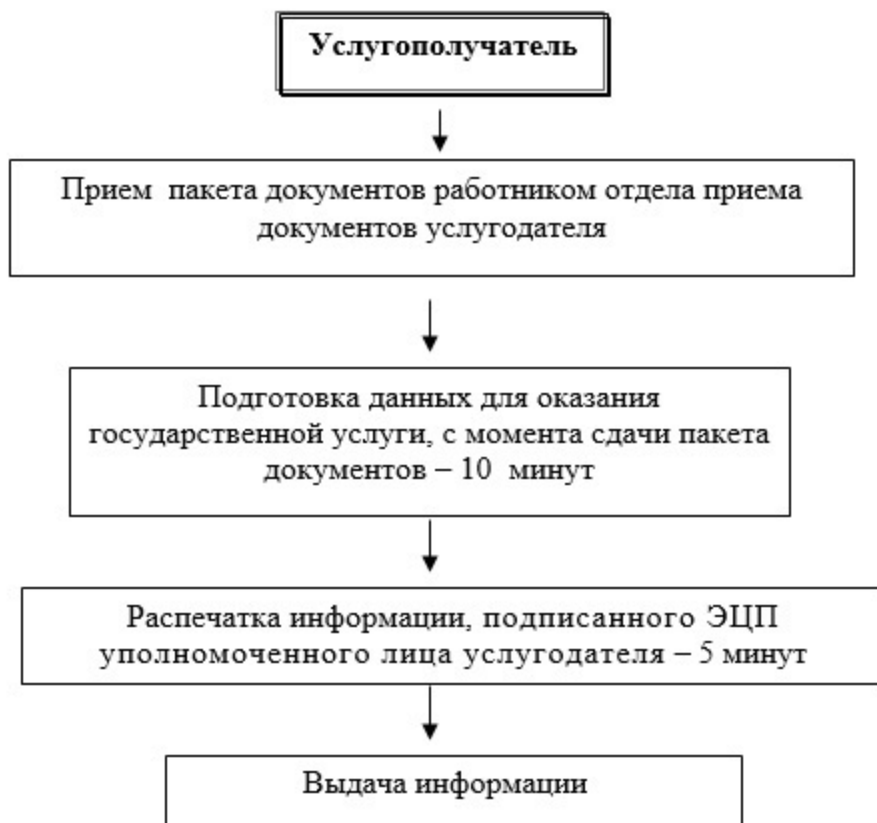 Услугополучатель
Прием  пакета документов работником отдела приема
документов услугодателя
Подготовка данных для оказания
государственной услуги, с момента сдачи пакета
документов – 10  минут
Распечатка информации, подписанного ЭЦП
уполномоченного лица услугодателя – 5 минут
Выдача информации